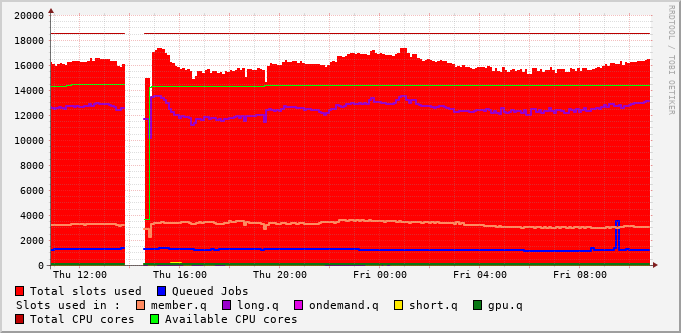 20000
18000
16000
14000
12000
10000
8000
6000
4000
2000
0
Thu 12:00 Thu 16:00 Thu 20:00 Fri 00:00 Fri 04:00 Fri 08:00
RRDTOOL / TOBI OETIKER
Total slots used Queued Jobs
Slots used in : member.q long.q ondemand.q short.q gpu.q
Total CPU cores Available CPU cores